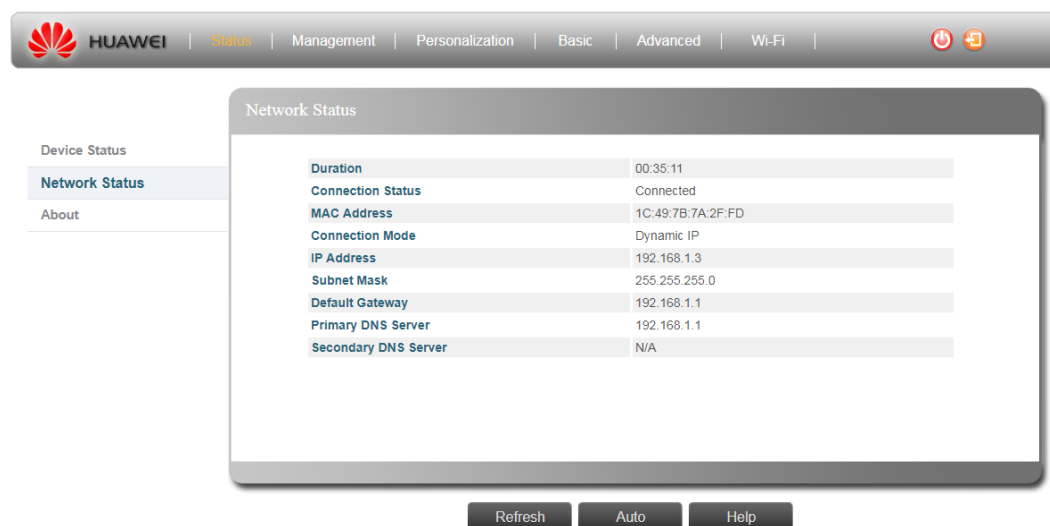 HUAWEI | Status | Management | Personalization | Basic | Advanced | Wi-Fi |
Network Status
Device Status
Network Status
About
Duration 00:35:11
Connection Status Connected
MAC Address 1C:49:7B:7A:2F:FD
Connection Mode Dynamic IP
IP Address 192.168.1.3
Subnet Mask 255.255.255.0
Default Gateway 192.168.1.1
Primary DNS Server 192.168.1.1
Secondary DNS Server N/A
Refresh Auto Help